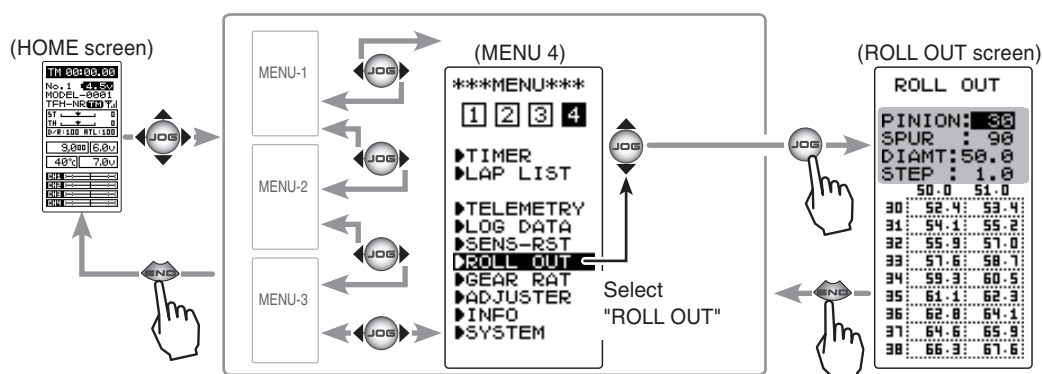 (HOME screen)
TM 00:00.00
No.1 4.5v
MODEL-0001
TFM-NR TM
ST 0
TH 0
D/R:100 ATL:100
9,000 6.0v
40°c 7.0v
CH1
CH2
CH3
CH4
JOG
END
MENU-1
MENU-2
MENU-3
JOG
JOG
JOG
JOG
(MENU 4)
***MENU***
1 2 3 4
TIMER
LAP LIST
TELEMETRY
LOG DATA
SENS-RST
ROLL OUT
GEAR RAT
ADJUSTER
INFO
SYSTEM
JOG
Select
"ROLL OUT"
JOG
END
(ROLL OUT screen)
ROLL OUT
PINION: 30
SPUR : 90
DIAMT:50.0
STEP : 1.0
50.0 51.0
30 52.4 53.4
31 54.1 55.2
32 55.9 57.0
33 57.6 58.7
34 59.3 60.5
35 61.1 62.3
36 62.8 64.1
37 64.6 65.9
38 66.3 67.6